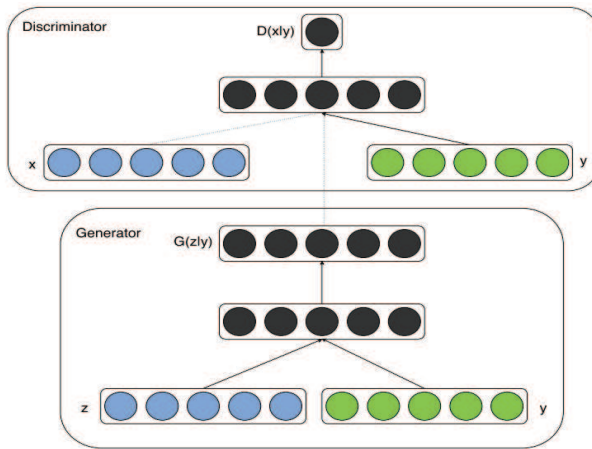 Discriminator
D(x|y)
x
y
Generator
G(z|y)
z
y